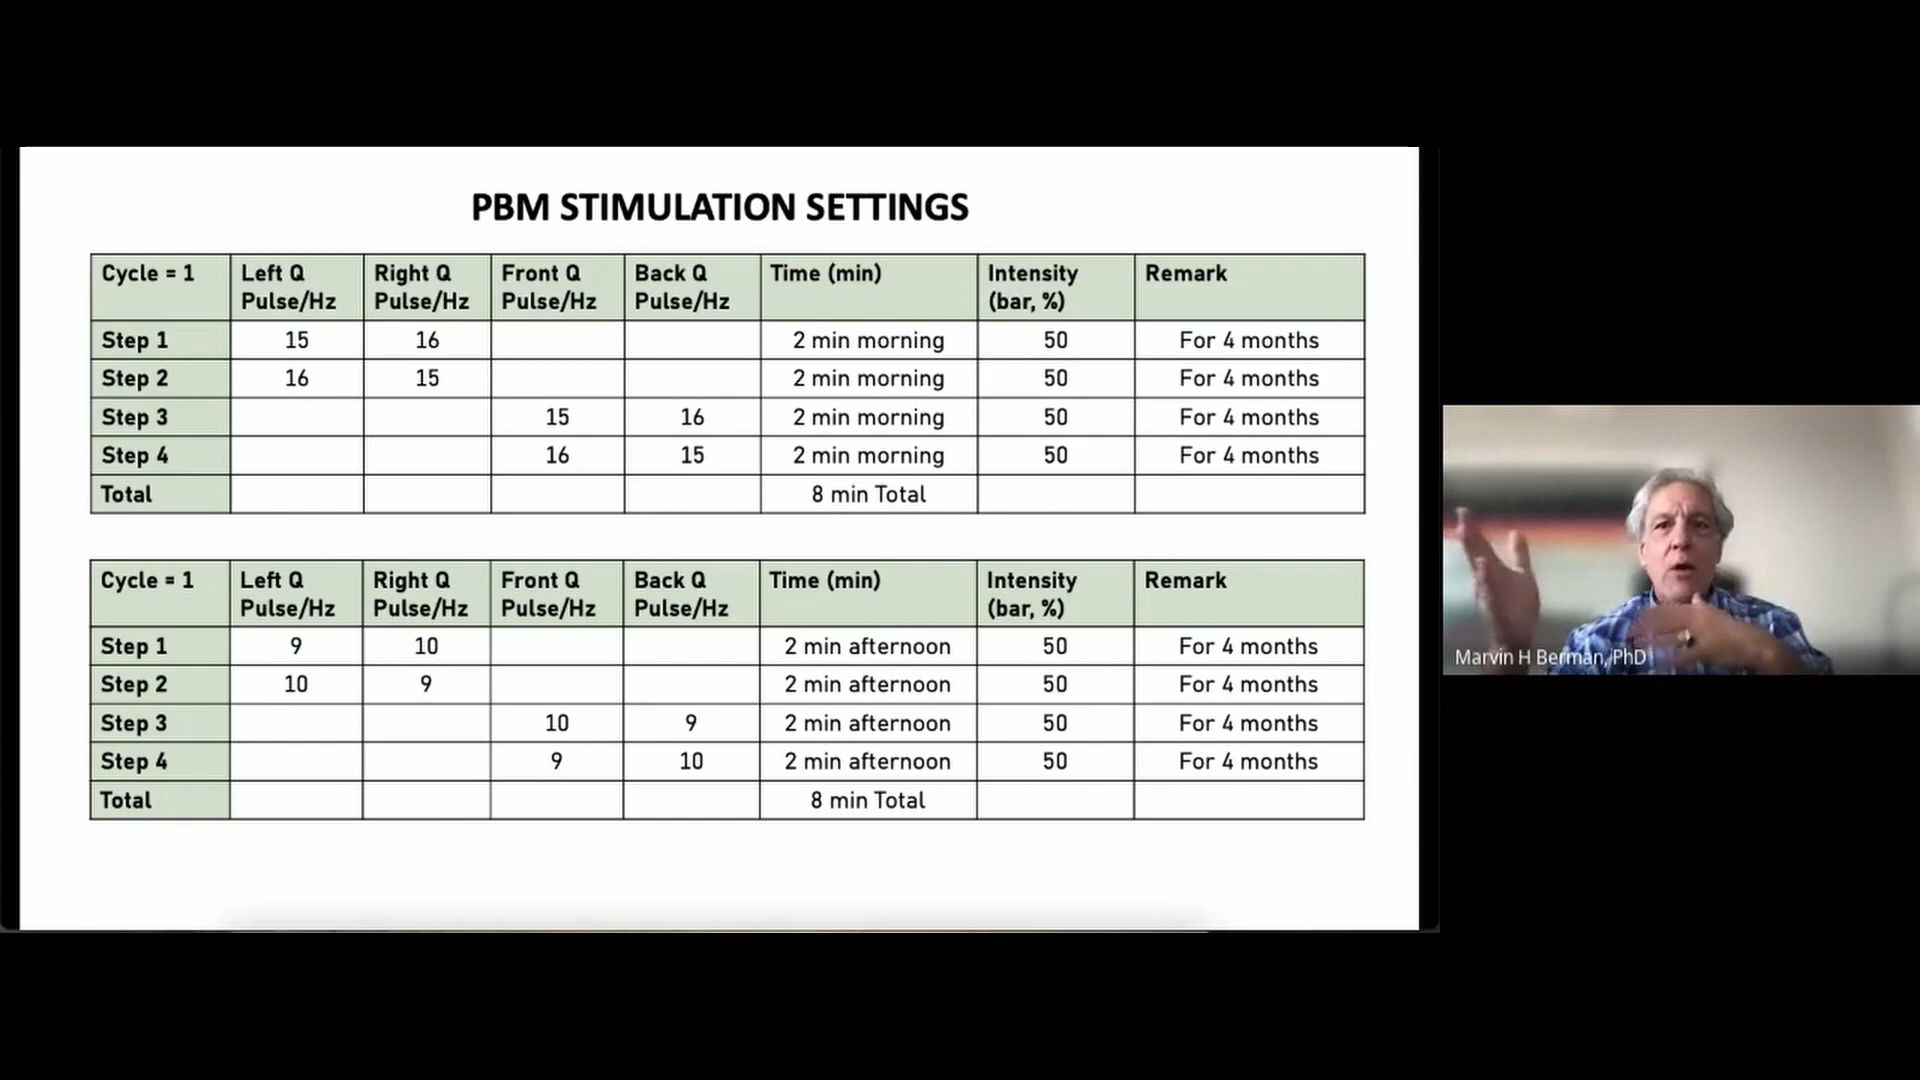 PBM STIMULATION SETTINGS
Cycle = 1 Left Q Pulse/Hz Right Q Pulse/Hz Front Q Pulse/Hz Back Q Pulse/Hz Time (min) Intensity (bar, %) Remark
Step 1 15 16 2 min morning 50 For 4 months
Step 2 16 15 2 min morning 50 For 4 months
Step 3 15 16 2 min morning 50 For 4 months
Step 4 16 15 2 min morning 50 For 4 months
Total 8 min Total
Cycle = 1 Left Q Pulse/Hz Right Q Pulse/Hz Front Q Pulse/Hz Back Q Pulse/Hz Time (min) Intensity (bar, %) Remark
Step 1 9 10 2 min afternoon 50 For 4 months
Step 2 10 9 2 min afternoon 50 For 4 months
Step 3 10 9 2 min afternoon 50 For 4 months
Step 4 9 10 2 min afternoon 50 For 4 months
Total 8 min Total
Marvin H Berman, PhD